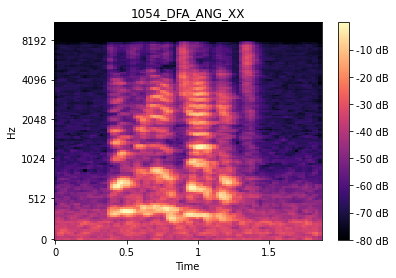 1054_DFA_ANG_XX
8192
4096
2048
1024
512
0
Hz
0
0.5
1
1.5
Time
-10 dB
-20 dB
-30 dB
-40 dB
-50 dB
-60 dB
-70 dB
-80 dB